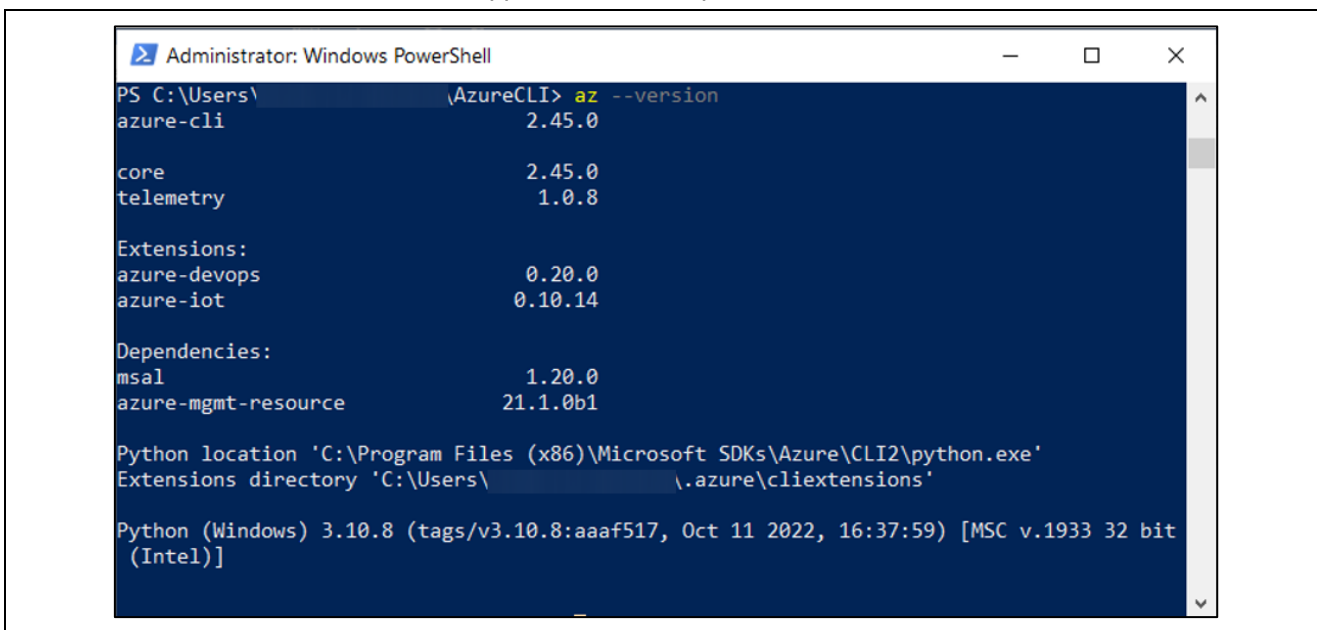 Administrator: Windows PowerShell
PS C:\Users\ \AzureCLI> az --version
azure-cli 2.45.0
core 2.45.0
telemetry 1.0.8
Extensions:
azure-devops 0.20.0
azure-iot 0.10.14
Dependencies:
msal 1.20.0
azure-mgmt-resource 21.1.0b1
Python location 'C:\Program Files (x86)\Microsoft SDKs\Azure\CLI2\python.exe'
Extensions directory 'C:\Users\ \.azure\cliextensions'
Python (Windows) 3.10.8 (tags/v3.10.8:aaaf517, Oct 11 2022, 16:37:59) [MSC v.1933 32 bit
(Intel)]